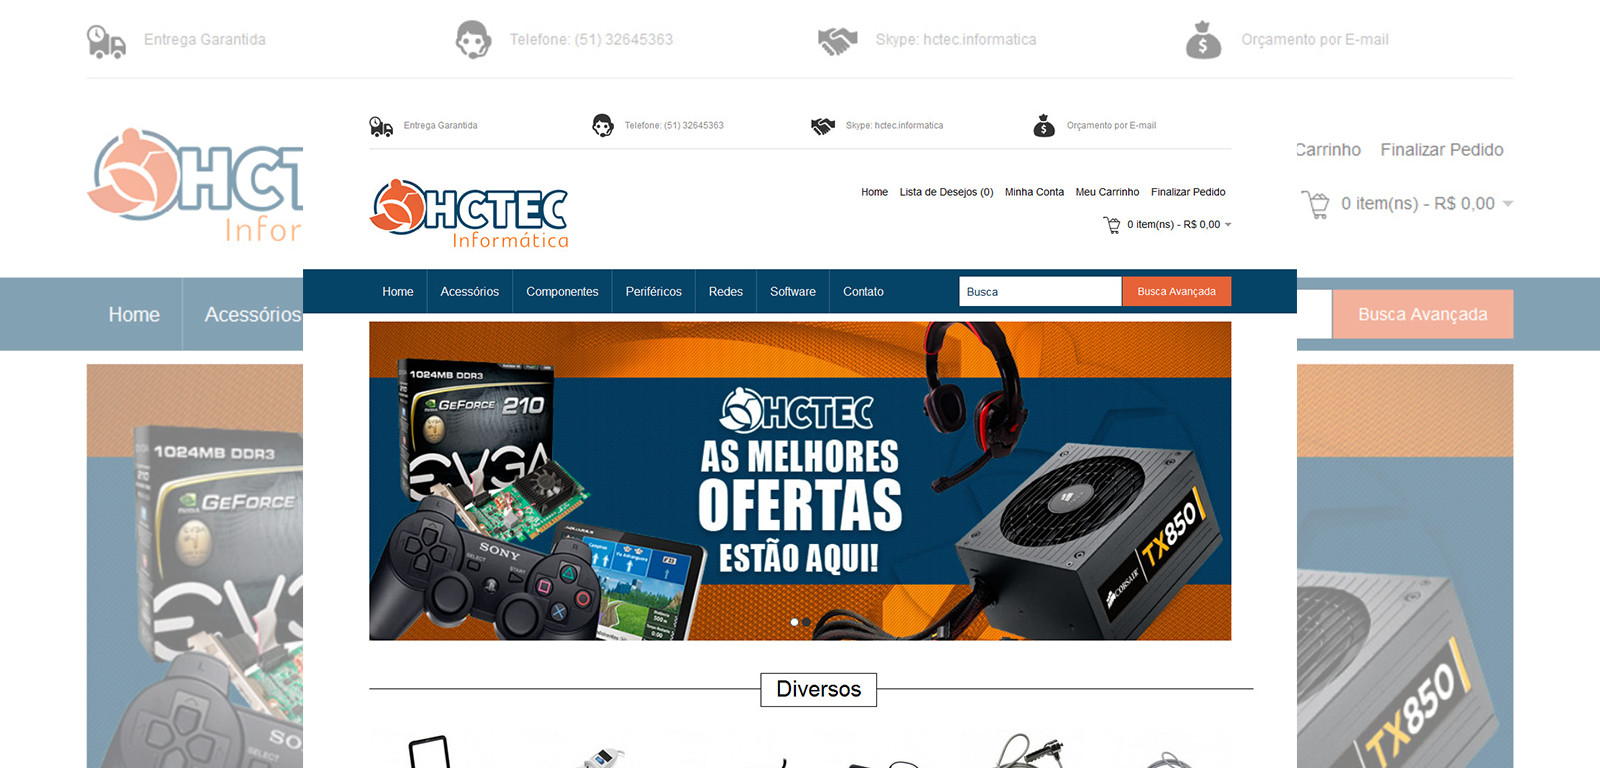 Entrega Garantida
Telefone: (51) 32645363
Skype: hctec.informatica
Orçamento por E-mail
Entrega Garantida
Telefone: (51) 32645363
Skype: hctec.informatica
Orçamento por E-mail
HCT
Infor
HCTEC
Informática
Home
Lista de Desejos (0)
Minha Conta
Meu Carrinho
Finalizar Pedido
0 item(ns) - R$ 0,00
Carrinho
Finalizar Pedido
0 item(ns) - R$ 0,00
Home
Acessórios
Home
Acessórios
Componentes
Periféricos
Redes
Software
Contato
Busca
Busca Avançada
Busca Avançada
1024MB DDR3
GEFORCE
EVGA
SO
SELECT
L
1024MB DDR3
GEFORCE 210
EVGA
SONY
SELECT
START
HCTEC
AS MELHORES
OFERTAS
ESTÃO AQUI!
CORSAIR
TX850
TX850
Diversos